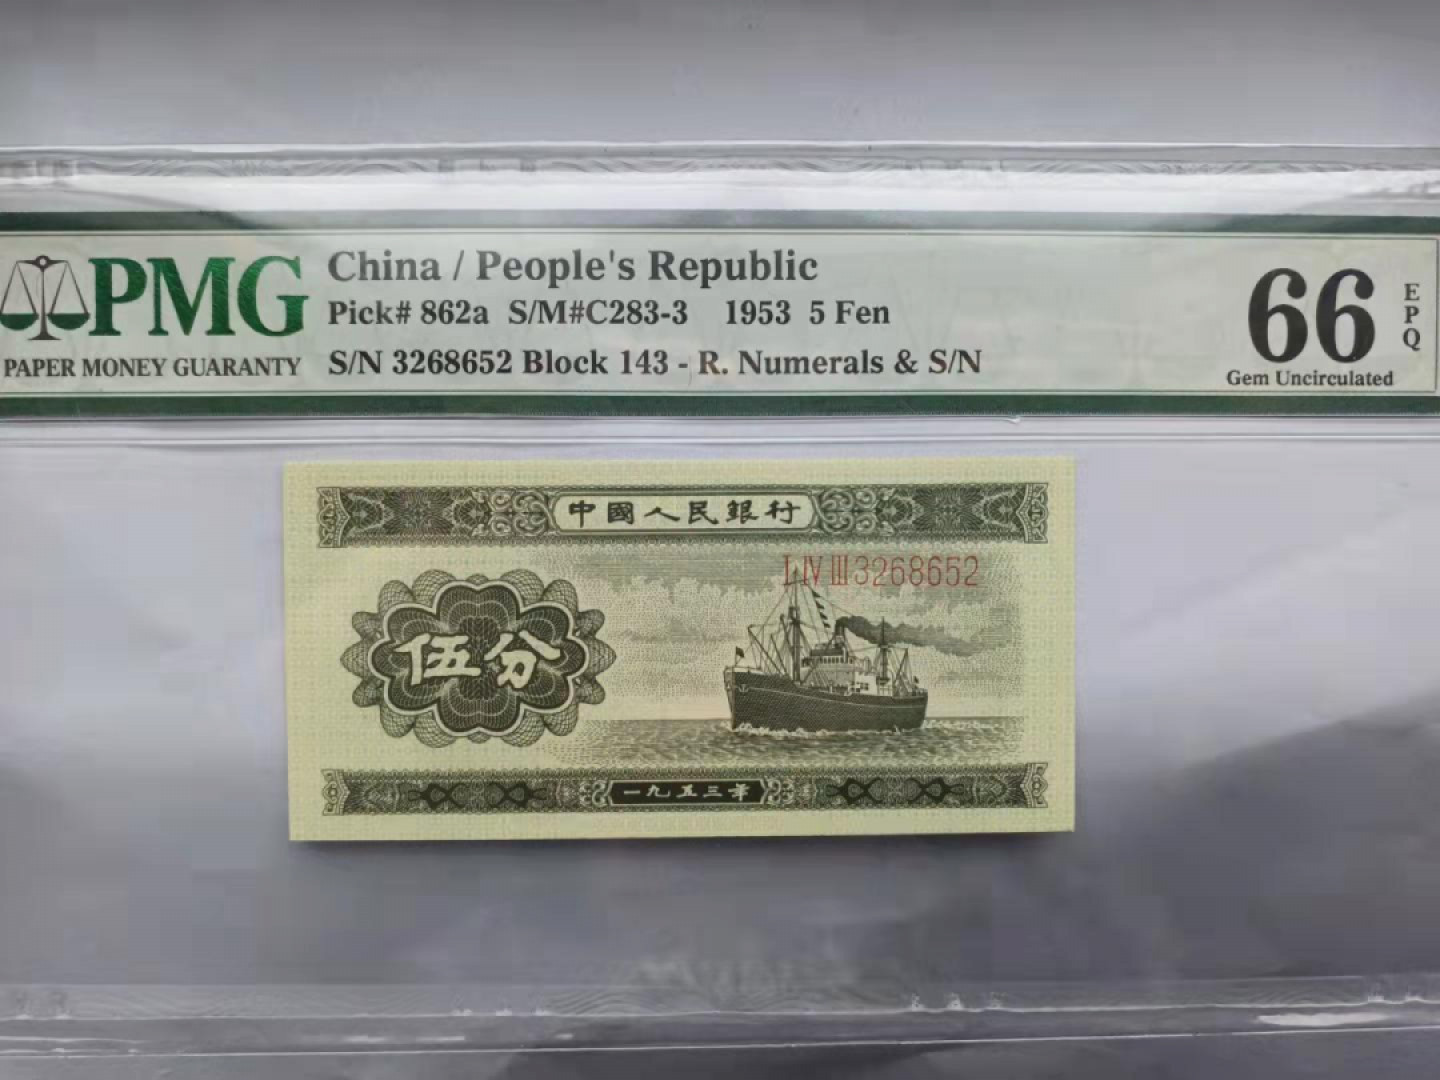 PMG
PAPER MONEY GUARANTY
China / People's Republic
Pick# 862a S/M#C283-3 1953 5 Fen
S/N 3268652 Block 143 - R. Numerals & S/N
66
EPQ
Gem Uncirculated
中國人民銀行
I IV III 3268652
伍分
一九五三年